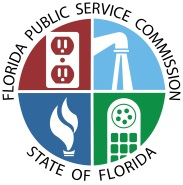 FLORIDA PUBLIC SERVICE COMMISSION
STATE OF FLORIDA